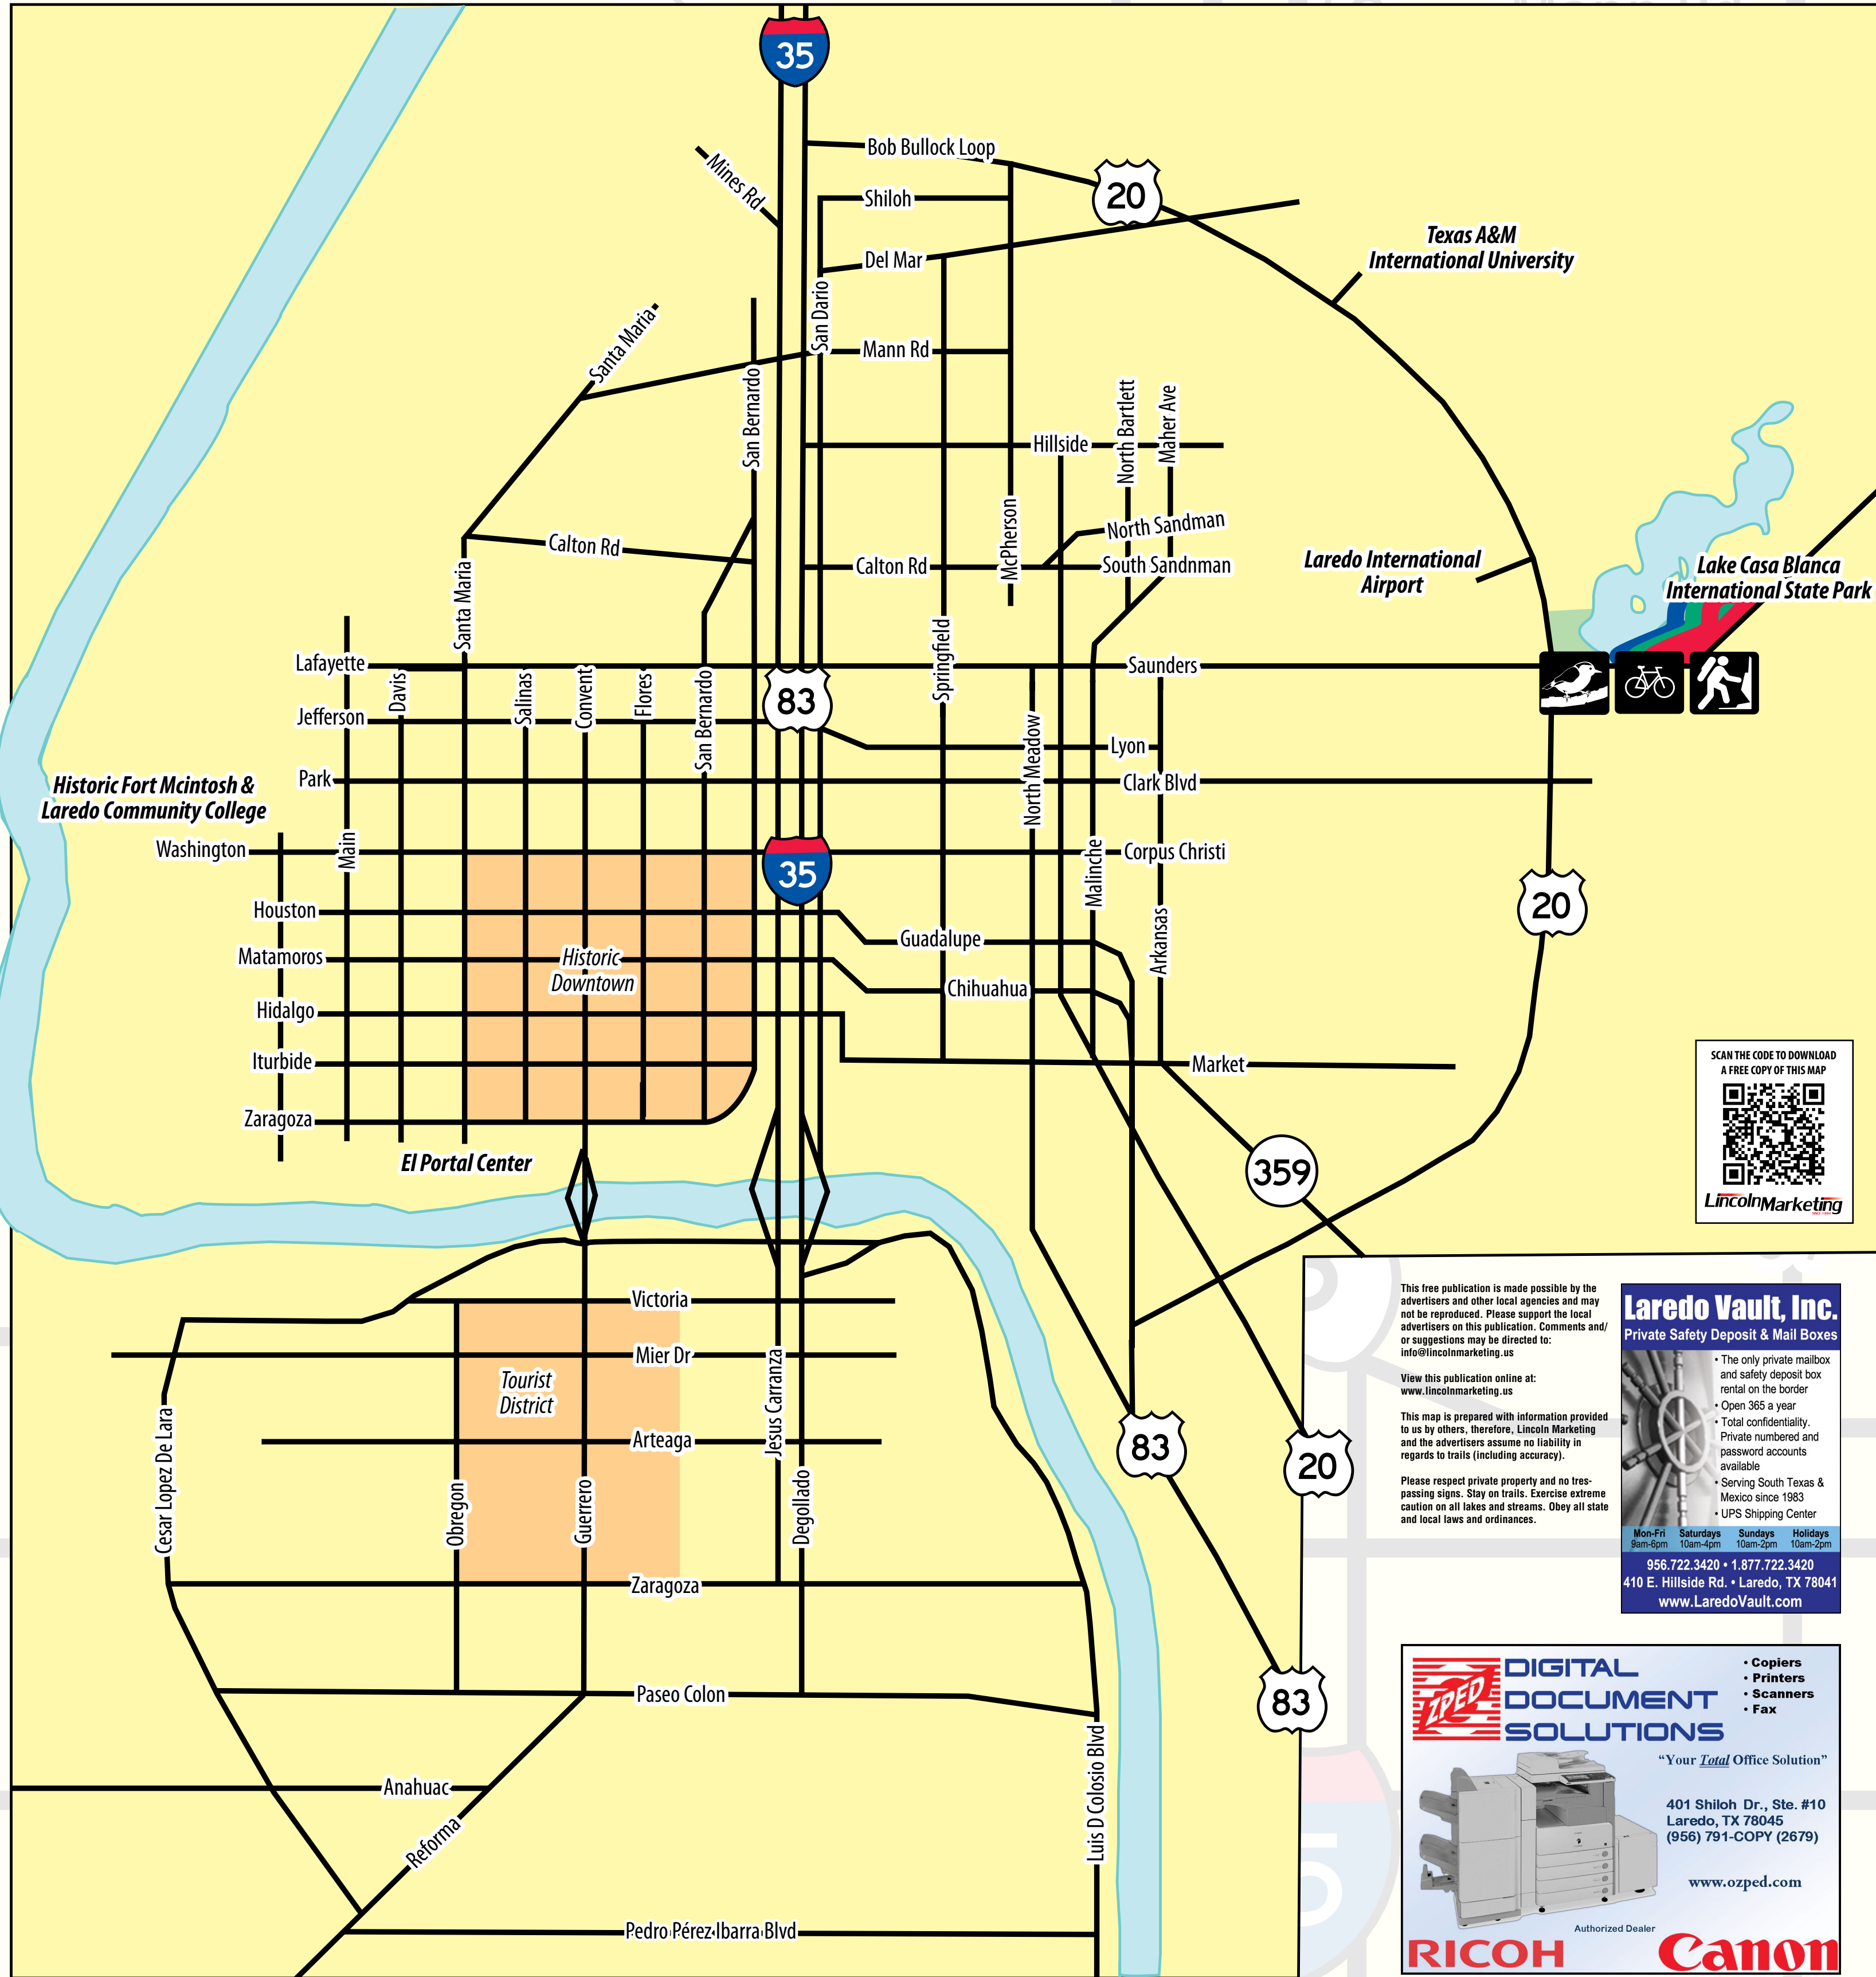 35
Bob Bullock Loop
Mines Rd
20
Shiloh
Texas A&M
International University
Del Mar
San Dario
Santa Maria
Mann Rd
San Bernardo
North Bartlett
Maher Ave
Hillside
McPherson
North Sandman
Calton Rd
Calton Rd
South Sandnman
Laredo International
Airport
Lake Casa Blanca
International State Park
Santa Maria
Springfield
Lafayette
Saunders
Davis
Salinas
Convent
Flores
San Bernardo
83
Jefferson
North Meadow
Lyon
Park
Clark Blvd
Historic Fort Mcintosh &
Laredo Community College
Main
Washington
35
Corpus Christi
Malinche
20
Houston
Guadalupe
Arkansas
Matamoros
Historic
Downtown
Chihuahua
Hidalgo
Iturbide
Market
Zaragoza
El Portal Center
359
SCAN THE CODE TO DOWNLOAD
A FREE COPY OF THIS MAP
LincolnMarketing
Victoria
Mier Dr
Tourist
District
Jesus Carranza
Arteaga
Cesar Lopez De Lara
Obregon
Guerrero
Degollado
83
20
Zaragoza
Paseo Colon
83
Anahuac
Reforma
Luis D Colosio Blvd
Pedro Pérez Ibarra Blvd
This free publication is made possible by the
advertisers and other local agencies and may
not be reproduced. Please support the local
advertisers on this publication. Comments and/
or suggestions may be directed to:
info@lincolnmarketing.us
View this publication online at:
www.lincolnmarketing.us
This map is prepared with information provided
to us by others, therefore, Lincoln Marketing
and the advertisers assume no liability in
regards to trails (including accuracy).
Please respect private property and no tres-
passing signs. Stay on trails. Exercise extreme
caution on all lakes and streams. Obey all state
and local laws and ordinances.
Laredo Vault, Inc.
Private Safety Deposit & Mail Boxes
• The only private mailbox
and safety deposit box
rental on the border
• Open 365 a year
• Total confidentiality.
Private numbered and
password accounts
available
• Serving South Texas &
Mexico since 1983
• UPS Shipping Center
Mon-Fri Saturdays Sundays Holidays
9am-6pm 10am-4pm 10am-2pm 10am-2pm
956.722.3420 • 1.877.722.3420
410 E. Hillside Rd. • Laredo, TX 78041
www.LaredoVault.com
ZPED
DIGITAL
DOCUMENT
SOLUTIONS
• Copiers
• Printers
• Scanners
• Fax
“Your Total Office Solution”
401 Shiloh Dr., Ste. #10
Laredo, TX 78045
(956) 791-COPY (2679)
www.ozped.com
Authorized Dealer
RICOH
Canon